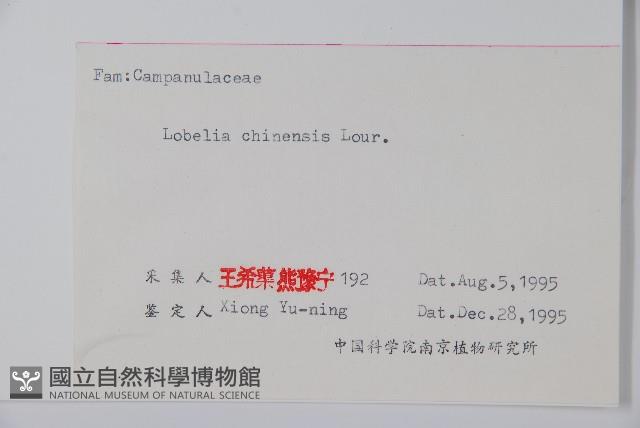 Fam:Campanulaceae
Lobelia chinensis Lour.
采集人 王希蕖 熊豫宁 192 Dat.Aug.5,1995
鉴定人 Xiong Yu-ning Dat.Dec.28,1995
中国科学院南京植物研究所
國立自然科學博物館
NATIONAL MUSEUM OF NATURAL SCIENCE